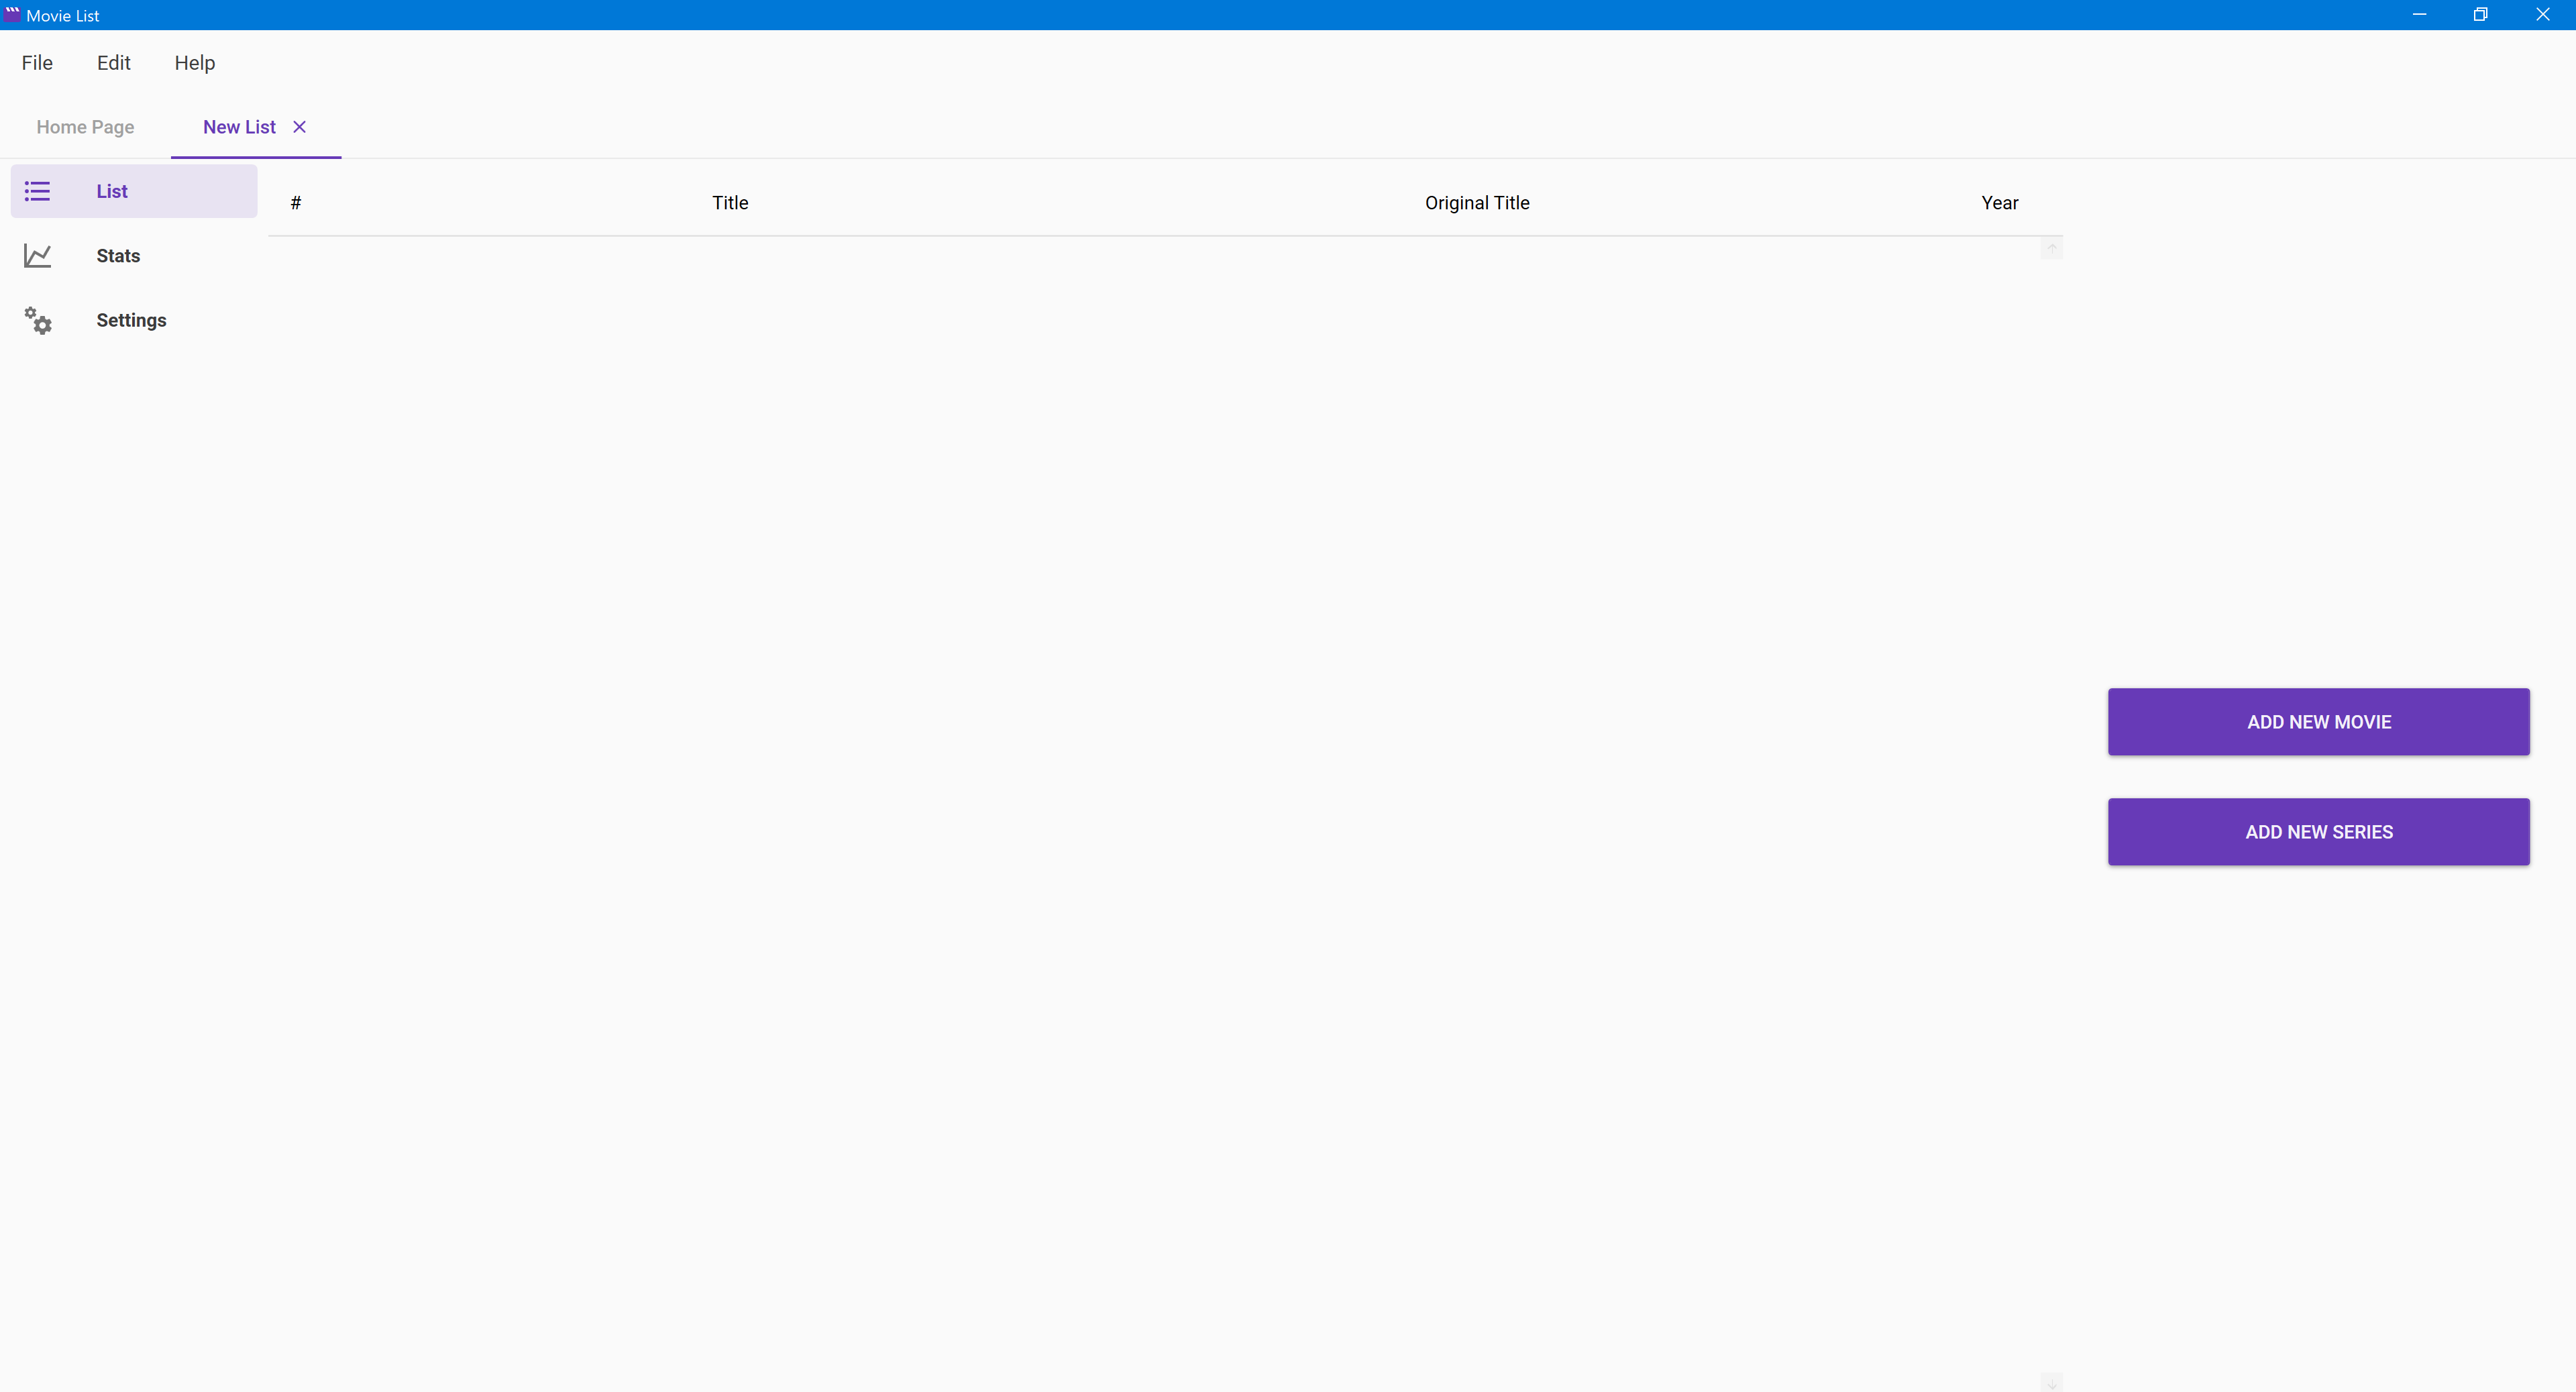 Movie List
File Edit Help
Home Page New List
List
# Title Original Title Year
Stats
Settings
ADD NEW MOVIE
ADD NEW SERIES